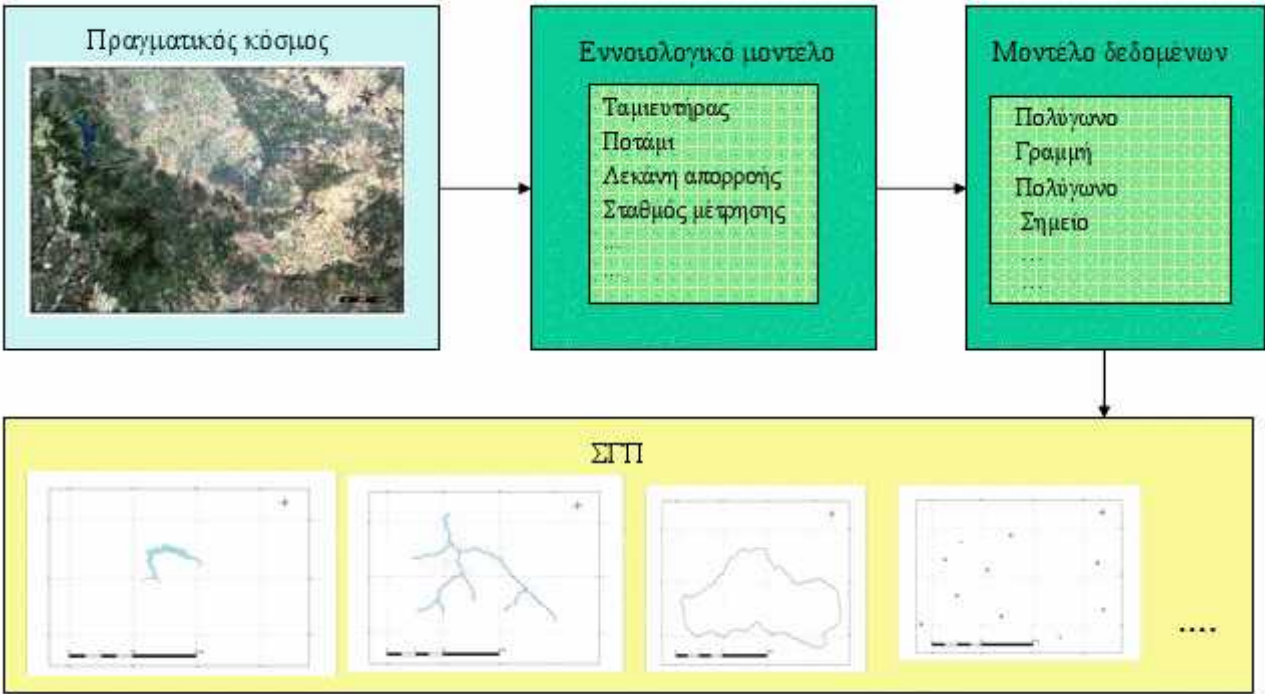 Πραγματικός κόσμος
Εννοιολογικό μοντέλο
Ταμιευτήρας
Ποτάμι
Λεκάνη απορροής
Σταθμός μέτρησης
...
...
Μοντέλο δεδομένων
Πολύγωνο
Γραμμή
Πολύγωνο
Σημείο
...
...
ΣΓΠ
....